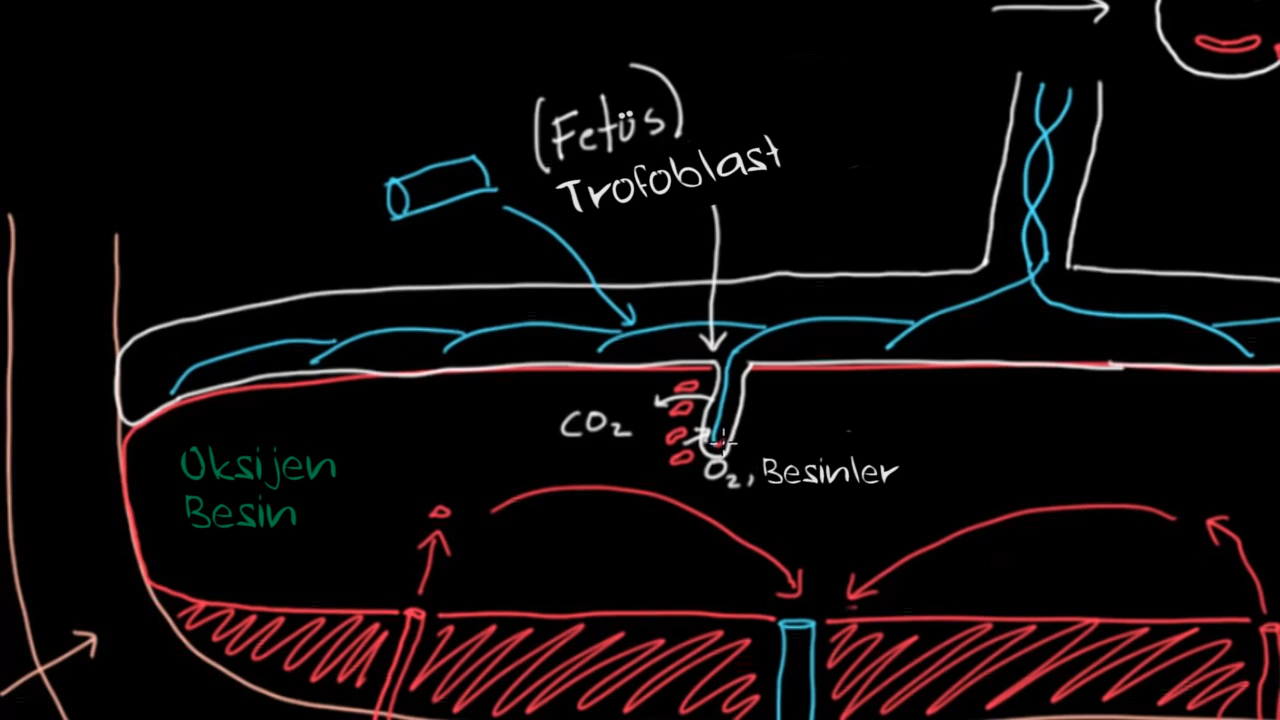 (Fetüs)
Trofoblast
CO₂
O₂, Besinler
Oksijen
Besin